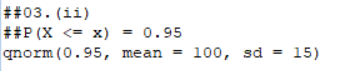 ##03.(ii)
##P(X <= x) = 0.95
qnorm(0.95, mean = 100, sd = 15)